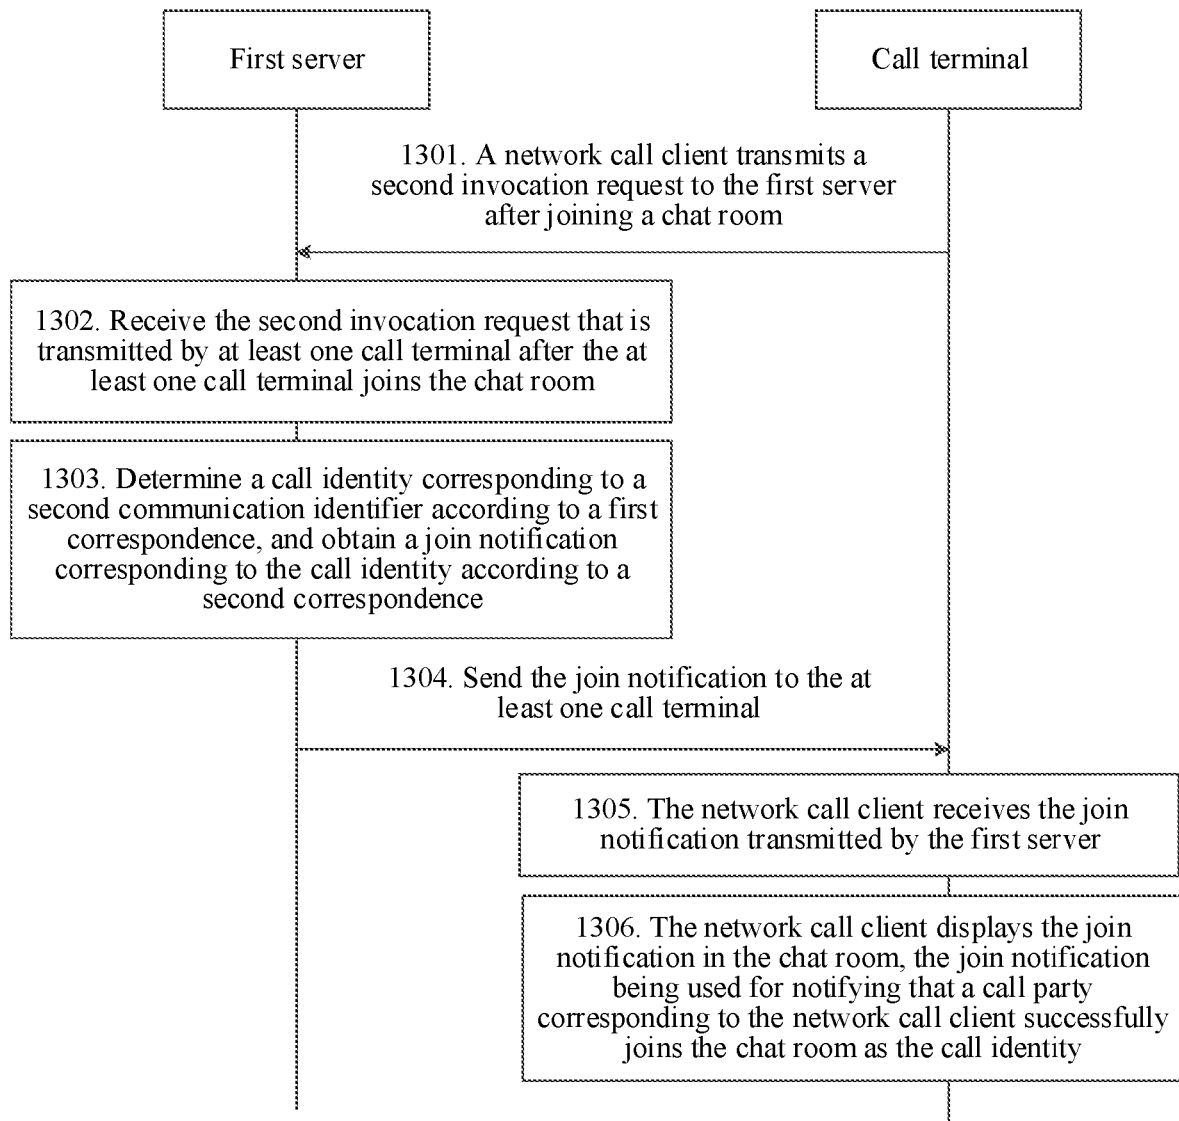 First server
Call terminal
1301. A network call client transmits a
second invocation request to the first server
after joining a chat room
1302. Receive the second invocation request that is
transmitted by at least one call terminal after the at
least one call terminal joins the chat room
1303. Determine a call identity corresponding to a
second communication identifier according to a first
correspondence, and obtain a join notification
corresponding to the call identity according to a
second correspondence
1304. Send the join notification to the at
least one call terminal
1305. The network call client receives the join
notification transmitted by the first server
1306. The network call client displays the join
notification in the chat room, the join notification
being used for notifying that a call party
corresponding to the network call client successfully
joins the chat room as the call identity